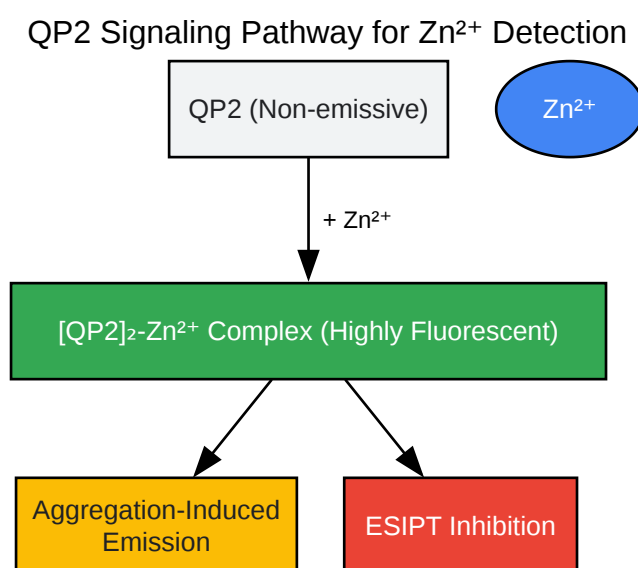 QP2 Signaling Pathway for Zn²⁺ Detection
QP2 (Non-emissive)
Zn²⁺
+ Zn²⁺
[QP2]₂-Zn²⁺ Complex (Highly Fluorescent)
Aggregation-Induced
Emission
ESIPT Inhibition